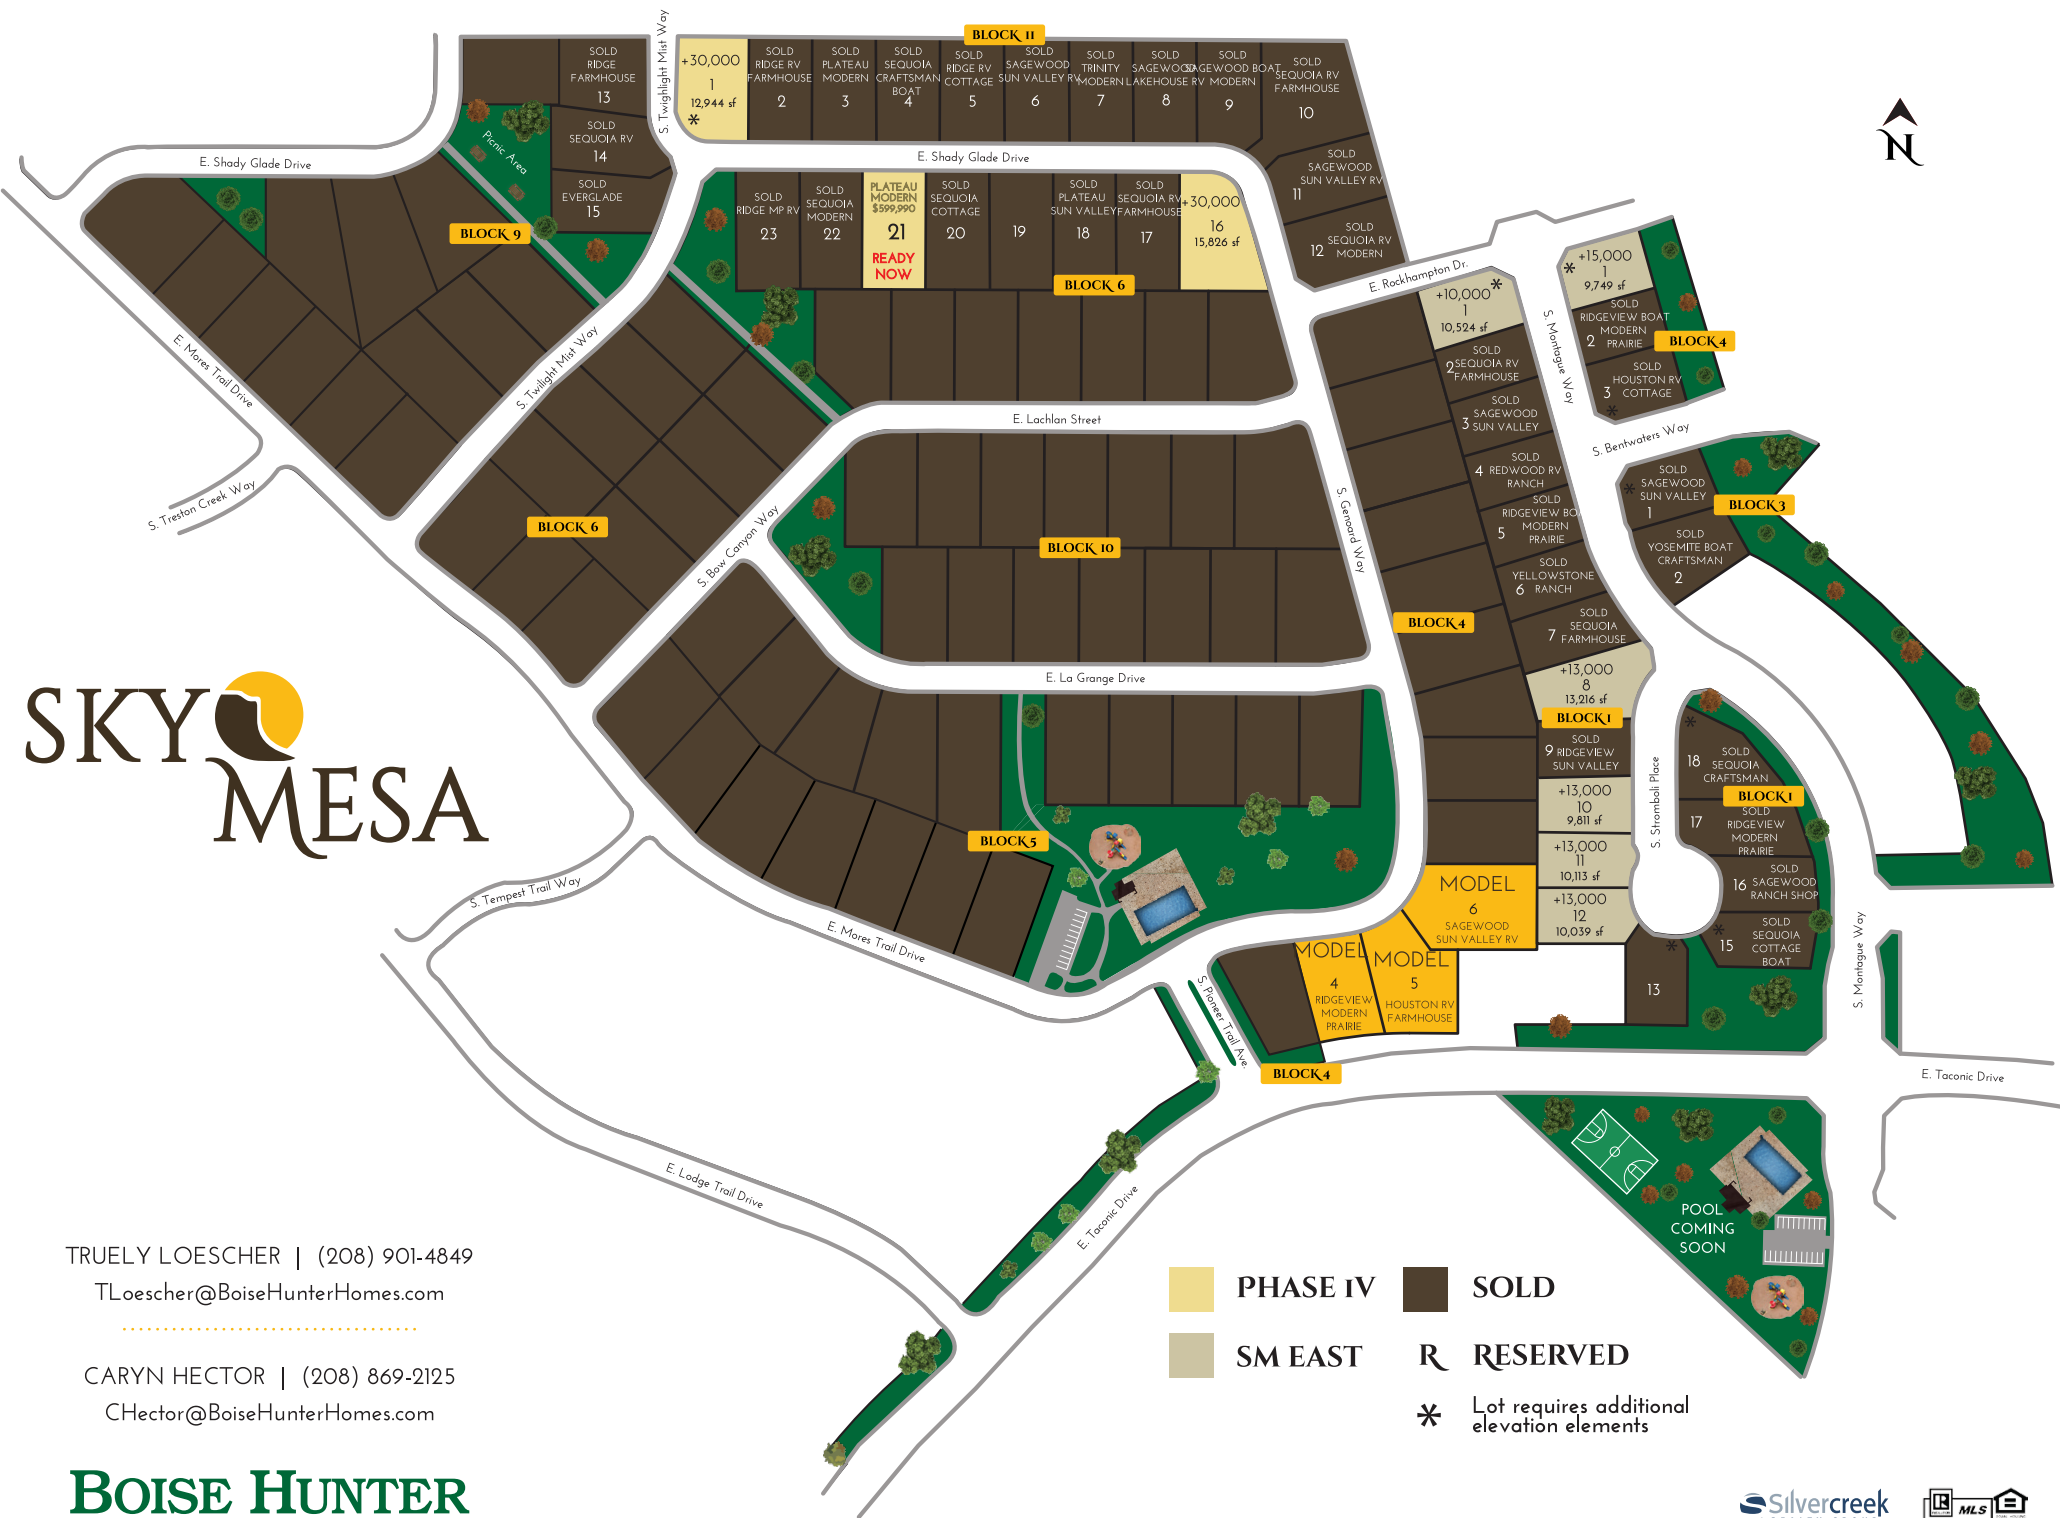 BLOCK 11
S. Twighlight Mist Way
SOLD
RIDGE
FARMHOUSE
13
+30,000
1
12,944 sf
*
SOLD
RIDGE RV
FARMHOUSE
2
SOLD
PLATEAU
MODERN
3
SOLD
SEQUOIA
CRAFTSMAN
BOAT
4
SOLD
RIDGE RV
COTTAGE
5
SOLD
SAGEWOOD
SUN VALLEY RV
6
SOLD
TRINITY
MODERN
7
SOLD
SAGEWOOD
LAKEHOUSE RV
8
SAGEWOOD BOAT
MODERN
9
SOLD
SEQUOIA RV
FARMHOUSE
10
SOLD
SAGEWOOD
SUN VALLEY RV
11
SOLD
SEQUOIA RV
MODERN
12
N
Picnic Area
SOLD
SEQUOIA RV
14
SOLD
EVERGLADE
15
E. Shady Glade Drive
E. Shady Glade Drive
BLOCK 9
SOLD
RIDGE MP RV
23
SOLD
SEQUOIA
MODERN
22
PLATEAU
MODERN
$599,990
21
READY
NOW
SOLD
SEQUOIA
COTTAGE
20
19
SOLD
PLATEAU
SUN VALLEY
18
SOLD
SEQUOIA RV
FARMHOUSE
17
+30,000
16
15,826 sf
BLOCK 6
E. Rockhampton Dr.
+10,000
*
1
10,524 sf
S. Montague Way
+15,000
*
1
9,749 sf
SOLD
RIDGEVIEW BOAT
MODERN
2 PRAIRIE
BLOCK 4
SOLD
HOUSTON RV
3 COTTAGE
*
SOLD
2 SEQUOIA RV
FARMHOUSE
SOLD
SAGEWOOD
3 SUN VALLEY
SOLD
4 REDWOOD RV
RANCH
SOLD
RIDGEVIEW BO
MODERN
5 PRAIRIE
SOLD
YELLOWSTONE
6 RANCH
SOLD
SEQUOIA
7 FARMHOUSE
+13,000
8
13,216 sf
BLOCK 1
SOLD
9 RIDGEVIEW
SUN VALLEY
+13,000
10
9,811 sf
+13,000
11
10,113 sf
+13,000
12
10,039 sf
*
13
S. Bentwaters Way
SOLD
* SAGEWOOD
SUN VALLEY
1
BLOCK 3
SOLD
YOSEMITE BOAT
CRAFTSMAN
2
E. Mores Trail Drive
S. Twilight Mist Way
S. Treston Creek Way
BLOCK 6
E. Lachlan Street
S. Bow Canyon Way
BLOCK 10
S. Genoard Way
BLOCK 4
E. La Grange Drive
SKY
MESA
S. Stromboli Place
*
SOLD
18 SEQUOIA
CRAFTSMAN
BLOCK 1
SOLD
17 RIDGEVIEW
MODERN
PRAIRIE
SOLD
16 SAGEWOOD
RANCH SHOP
*
SOLD
SEQUOIA
15 COTTAGE
BOAT
BLOCK 5
MODEL
6
SAGEWOOD
SUN VALLEY RV
MODEL
4
RIDGEVIEW
MODERN
PRAIRIE
MODEL
5
HOUSTON RV
FARMHOUSE
S. Tempest Trail Way
E. Mores Trail Drive
S. Pioneer Trail Ave.
S. Montague Way
BLOCK 4
E. Taconic Drive
E. Lodge Trail Drive
E. Taconic Drive
POOL
COMING
SOON
TRUELY LOESCHER | (208) 901-4849
TLoescher@BoiseHunterHomes.com
CARYN HECTOR | (208) 869-2125
CHector@BoiseHunterHomes.com
BOISE HUNTER
PHASE IV
SOLD
SM EAST
R RESERVED
* Lot requires additional
elevation elements
Silvercreek
R
MLS